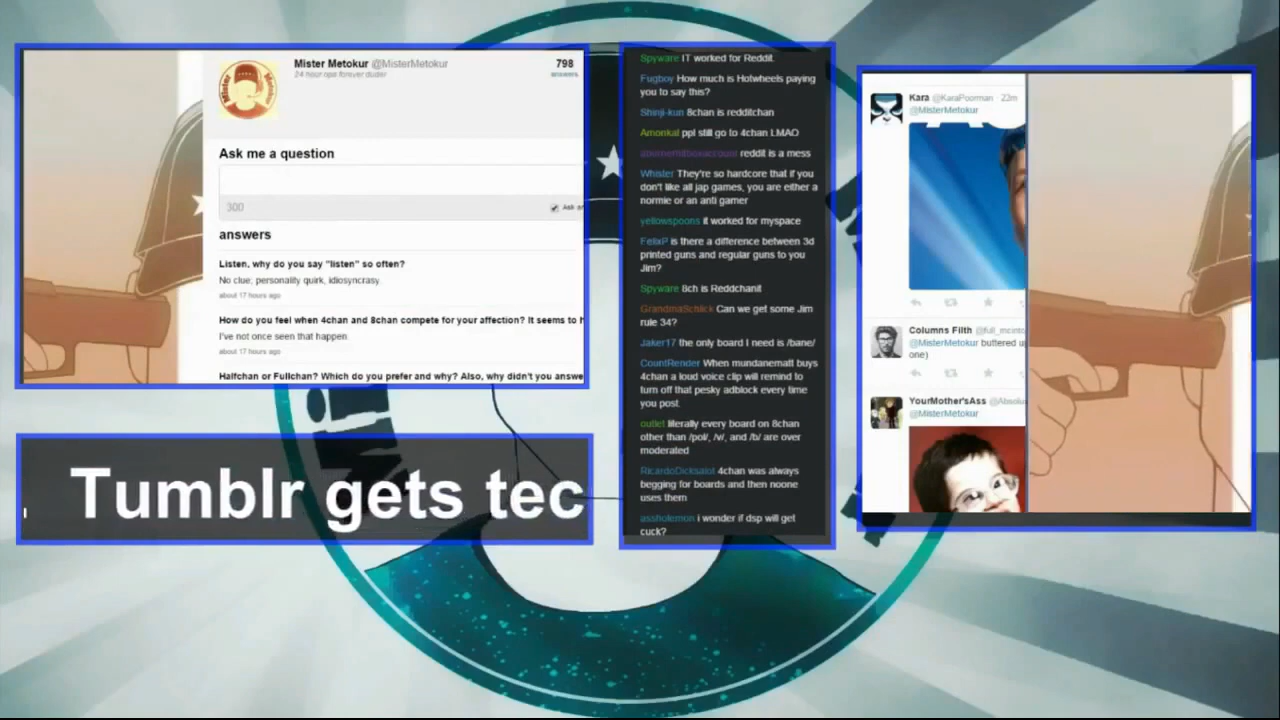 Mister Metokur @MisterMetokur
24 hour ops forever duder
798
answers
Ask me a question
300
answers
Listen, why do you say "listen" so often?
No clue; personality quirk, idiosyncrasy.
about 17 hours ago
How do you feel when 4chan and 8chan compete for your affection? It seems to
I've not once seen that happen.
about 17 hours ago
Halfchan or Fullchan? Which do you prefer and why? Also, why didn't you answe
Tumblr gets tec
Spyware IT worked for Reddit.
Fugboy How much is Hotwheels paying
you to say this?
Shinji-kun 8chan is redditchan
Amonkal ppl still go to 4chan LMAO
reddit is a mess
Whister They're so hardcore that if you
don't like all jap games, you are either a
normie or an anti gamer
yellowspoons it worked for myspace
FelixP is there a difference between 3d
printed guns and regular guns to you
Jim?
Spyware 8ch is Reddchanit
GrandmaSchlick Can we get some Jim
rule 34?
Jaker17 the only board I need is /bane/
CountRender When mundanematt buys
4chan a loud voice clip will remind to
turn off that pesky adblock every time
you post.
outlet literally every board on 8chan
other than /pol/, /v/, and /b/ are over
moderated
RicardoDicksalot 4chan was always
begging for boards and then noone
uses them
assholemon i wonder if dsp will get
cuck?
Kara @KaraPoorman 23m
@MisterMetokur
Columns Filth @full_mcinto
@MisterMetokur buttered up
one)
YourMother'sAss @Absolu
@MisterMetokur